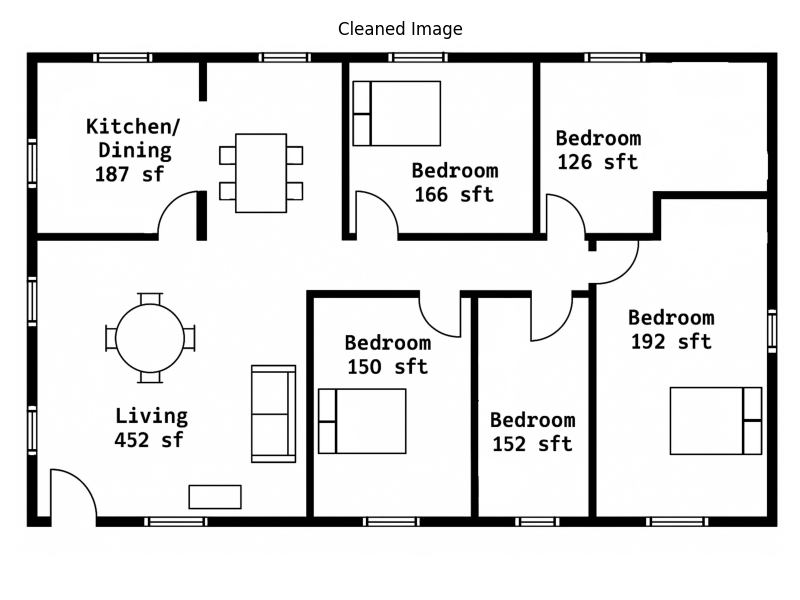 Cleaned Image
Kitchen/
Dining
187 sf
Bedroom
166 sft
Bedroom
126 sft
Bedroom
192 sft
Bedroom
150 sft
Bedroom
152 sft
Living
452 sf